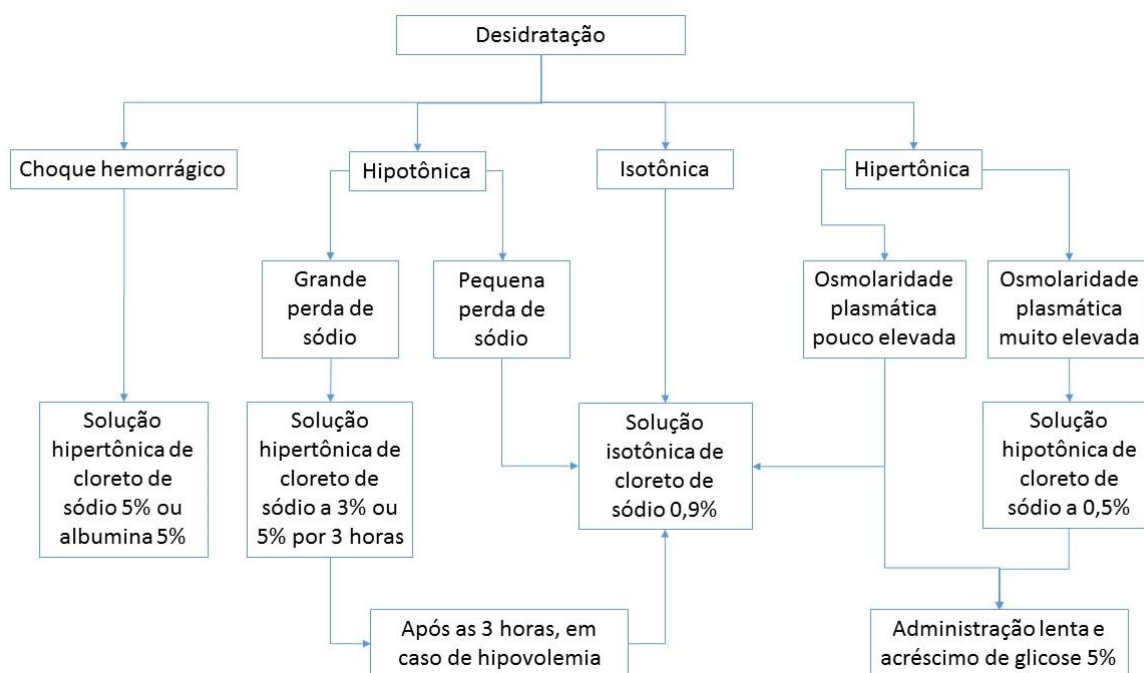 Desidratação
Choque hemorrágico
Hipotônica
Isotônica
Hipertônica
Grande
perda de
sódio
Pequena
perda de
sódio
Osmolaridade
plasmática
pouco elevada
Osmolaridade
plasmática
muito elevada
Solução
hipertônica de
cloreto de
sódio 5% ou
albumina 5%
Solução
hipertônica de
cloreto de
sódio a 3% ou
5% por 3 horas
Solução
isotônica de
cloreto de
sódio 0,9%
Solução
hipotônica de
cloreto de
sódio a 0,5%
Após as 3 horas, em
caso de hipovolemia
Administração lenta e
acréscimo de glicose 5%